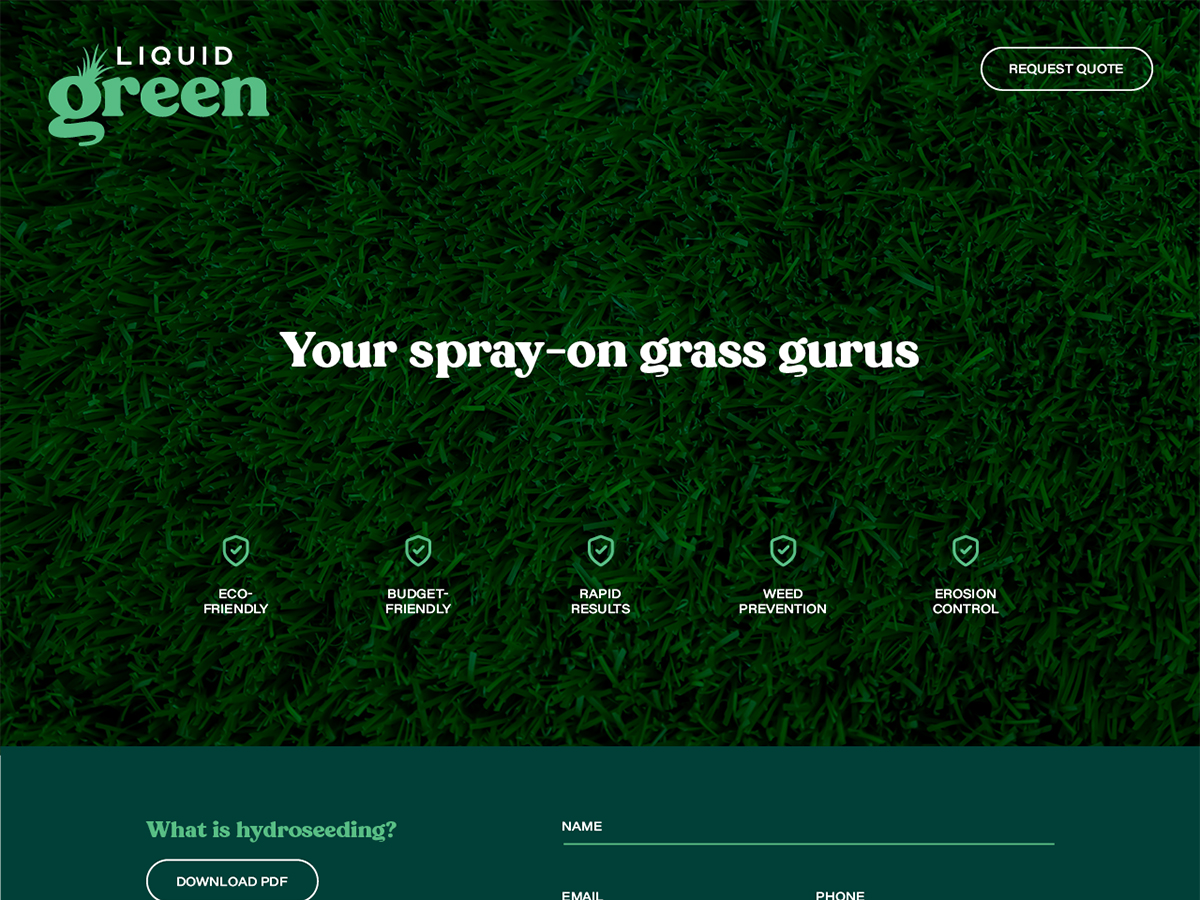 LIQUID
green
REQUEST QUOTE
Your spray-on grass gurus
ECO-
FRIENDLY
BUDGET-
FRIENDLY
RAPID
RESULTS
WEED
PREVENTION
EROSION
CONTROL
What is hydroseeding?
DOWNLOAD PDF
NAME
EMAIL
PHONE